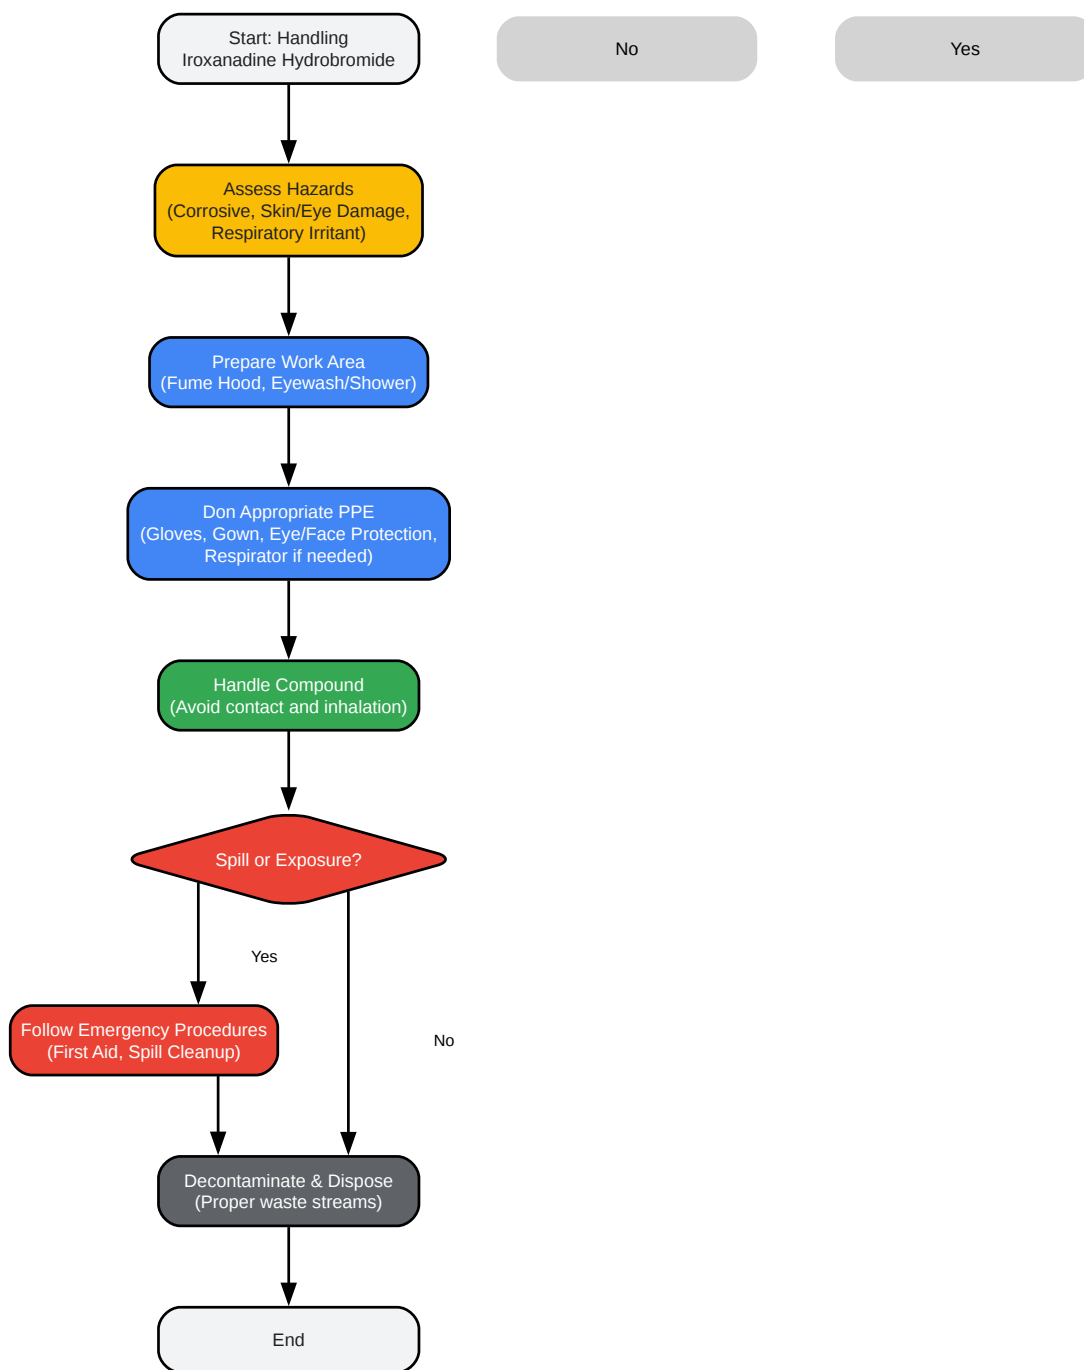 Start: Handling
Iroxanadine Hydrobromide
No
Yes
Assess Hazards
(Corrosive, Skin/Eye Damage,
Respiratory Irritant)
Prepare Work Area
(Fume Hood, Eyewash/Shower)
Don Appropriate PPE
(Gloves, Gown, Eye/Face Protection,
Respirator if needed)
Handle Compound
(Avoid contact and inhalation)
Spill or Exposure?
Yes
Follow Emergency Procedures
(First Aid, Spill Cleanup)
No
Decontaminate & Dispose
(Proper waste streams)
End